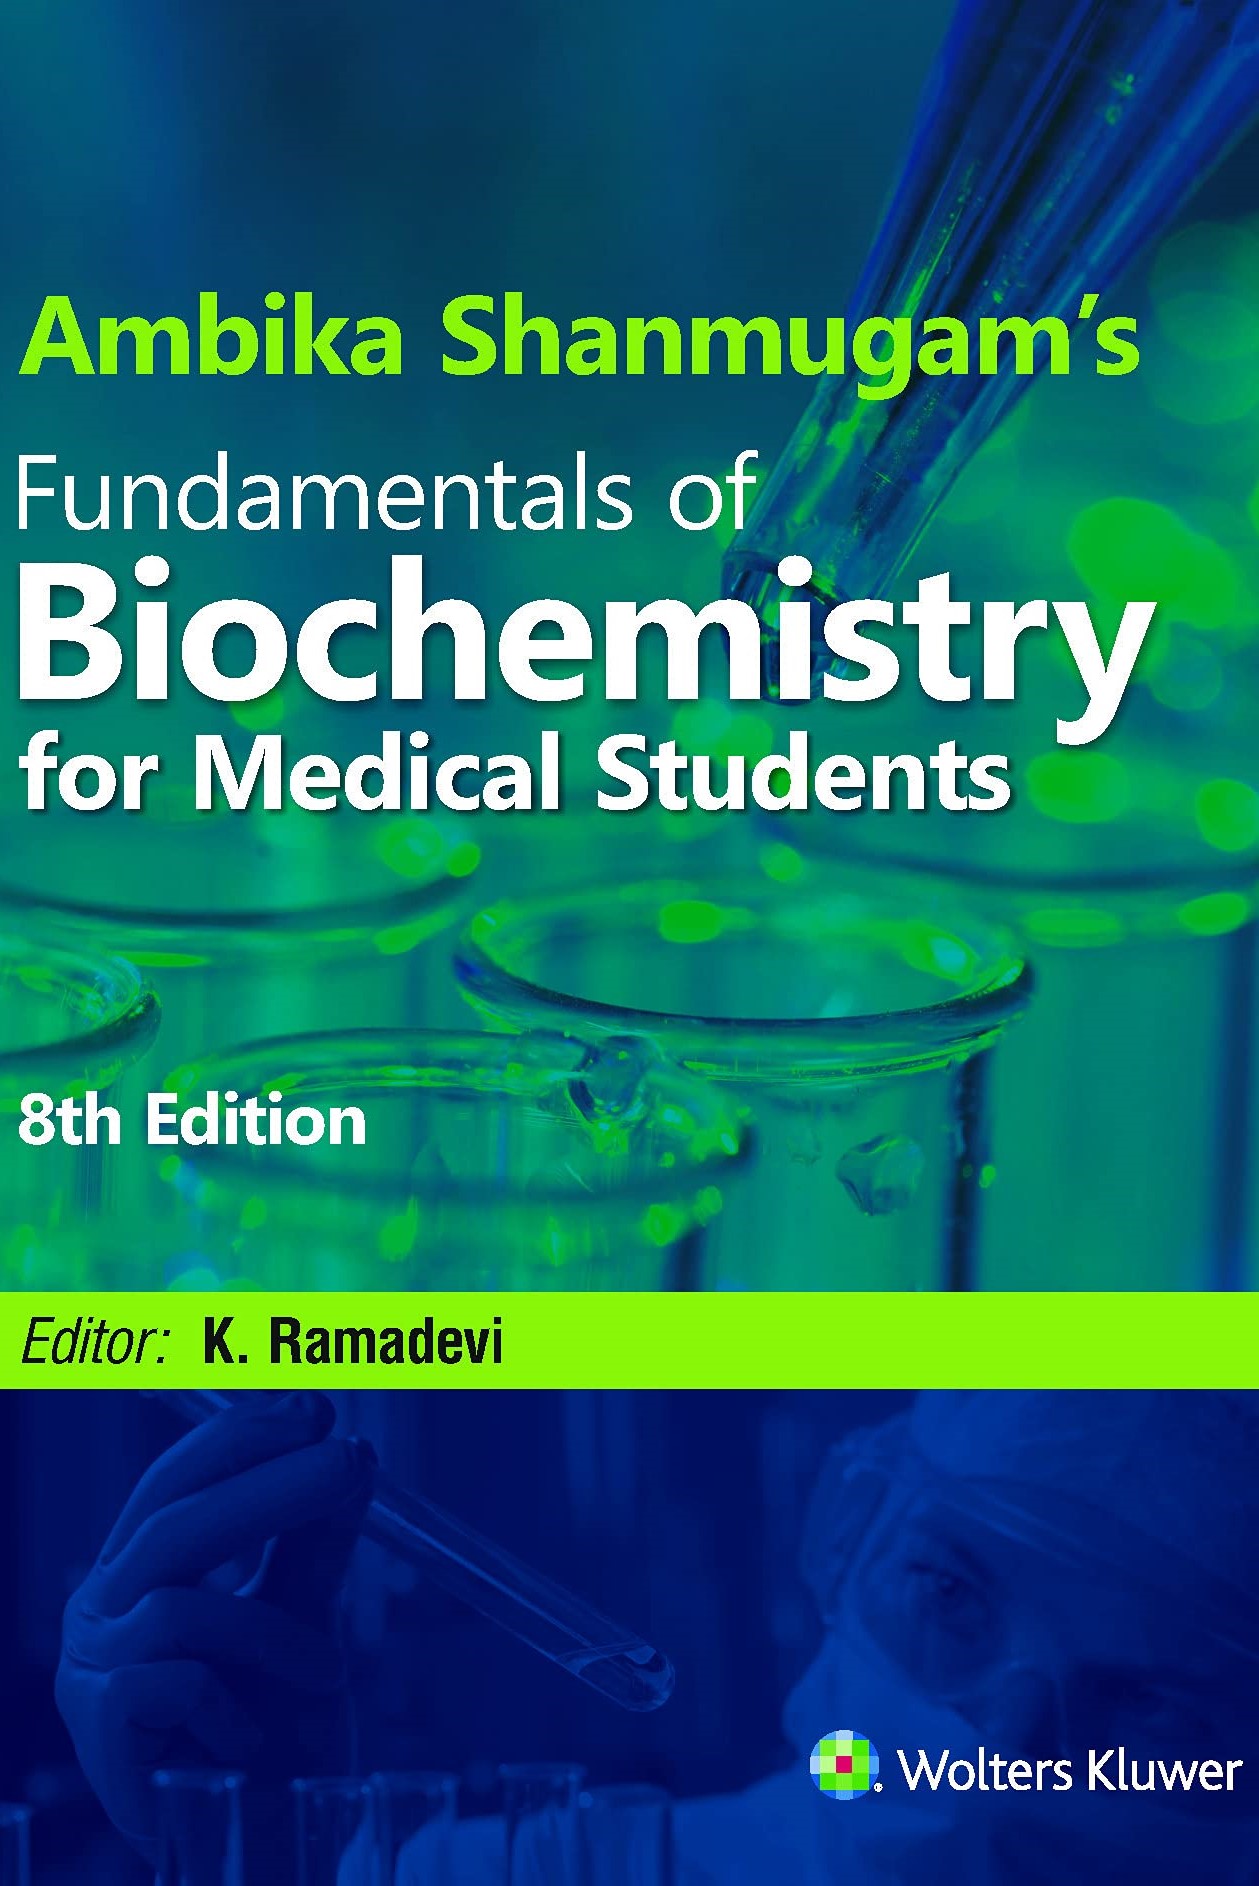 Ambika Shanmugam's
Fundamentals of
Biochemistry
for Medical Students
8th Edition
Editor: K. Ramadevi
Wolters Kluwer